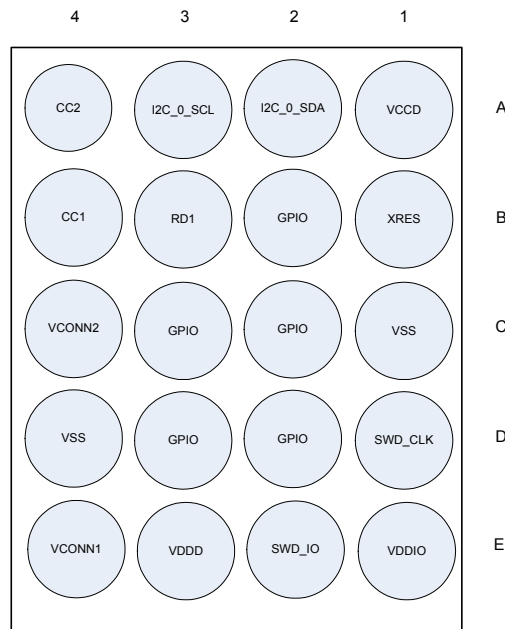 4 3 2 1
CC2 I2C_0_SCL I2C_0_SDA VCCD A
CC1 RD1 GPIO XRES B
VCONN2 GPIO GPIO VSS C
VSS GPIO GPIO SWD_CLK D
VCONN1 VDDD SWD_IO VDDIO E